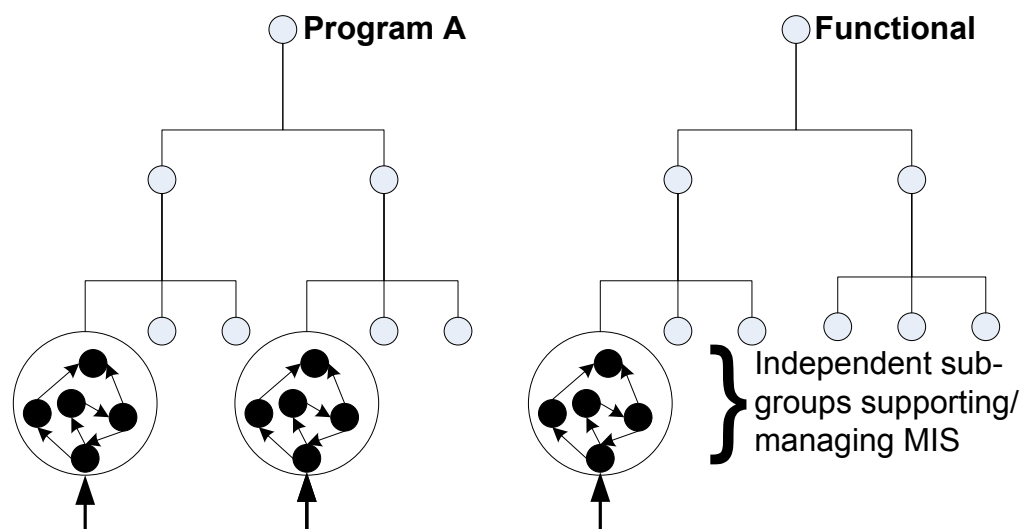 Program A
Functional
Independent sub-
groups supporting/
managing MIS